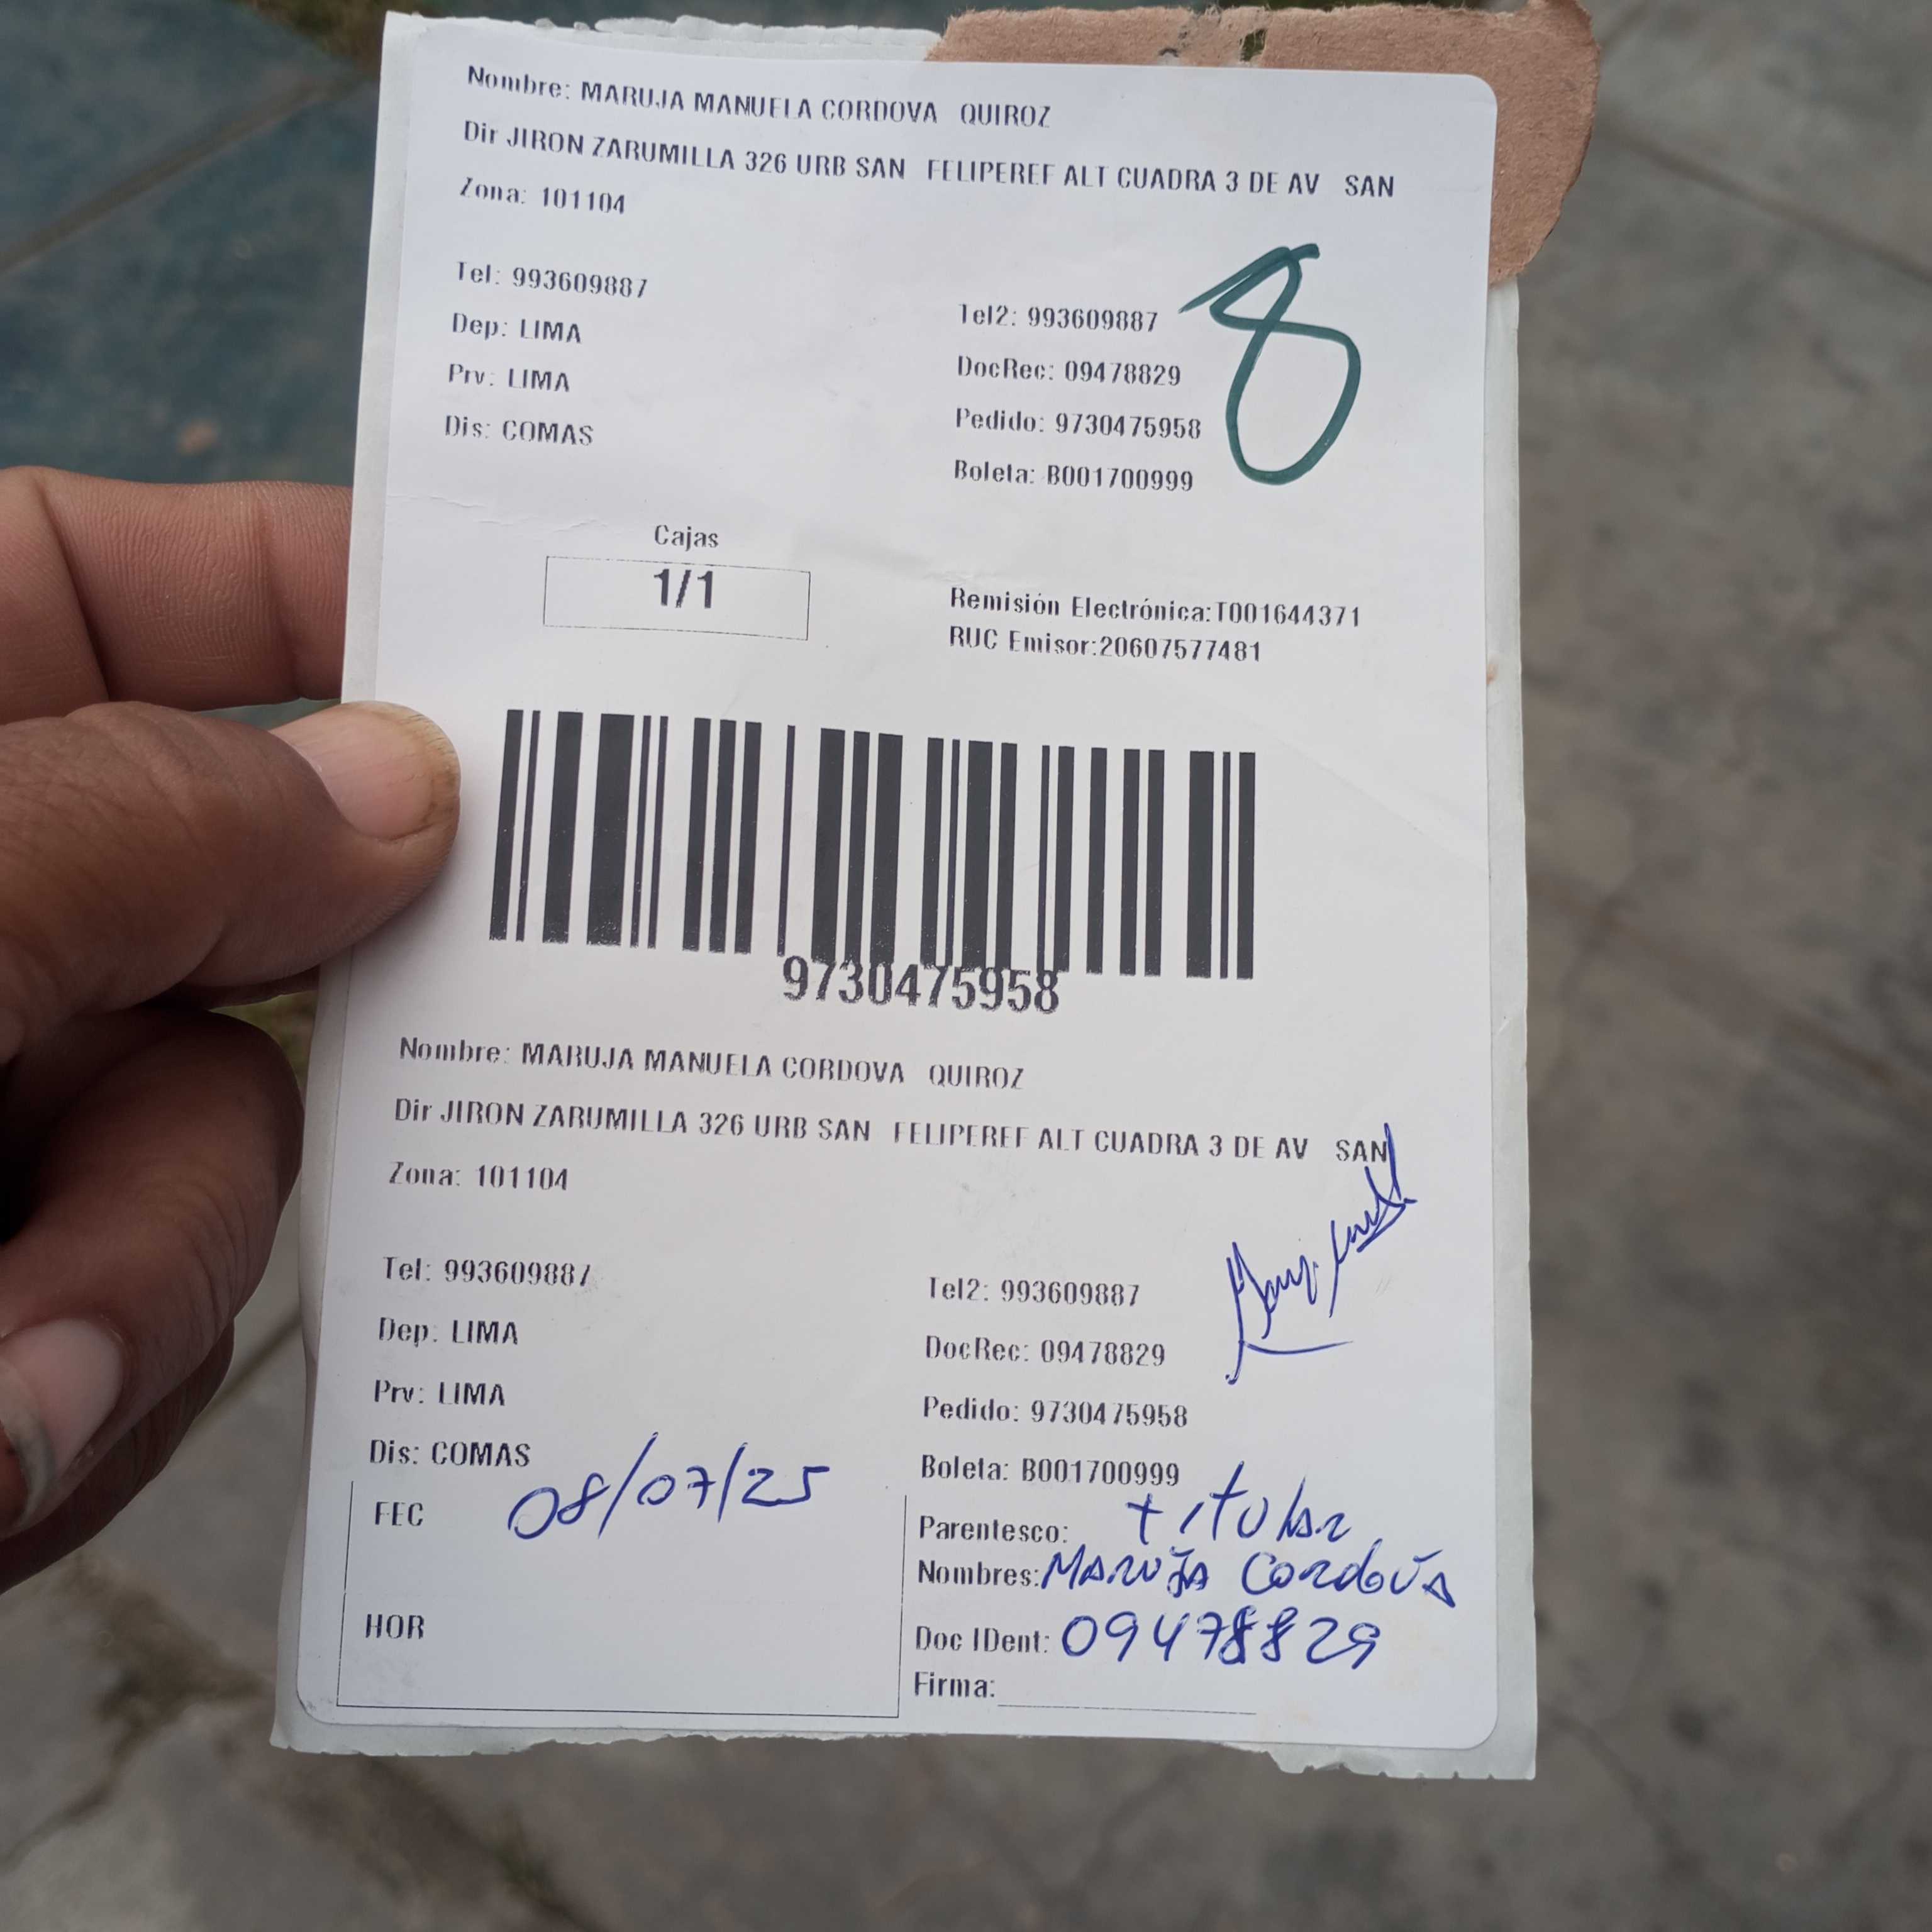 Nombre: MARUJA MANUELA CORDOVA QUIROZ
Dir JIRON ZARUMILLA 326 URB SAN FELIPEREF ALT CUADRA 3 DE AV SAN
Zona: 101104
Tel: 993609887
Tel2: 993609887
Dep: LIMA
DocRec: 09478829
Prv: LIMA
Pedido: 9730475958
Dis: COMAS
Boleta: B001700999
8
Cajas
1/1
Remisión Electrónica:T001644371
RUC Emisor:20607577481
9730475958
Nombre: MARUJA MANUELA CORDOVA QUIROZ
Dir JIRON ZARUMILLA 326 URB SAN FELIPEREF ALT CUADRA 3 DE AV SAN
Zona: 101104
Tel: 993609887
Tel2: 993609887
Dep: LIMA
DocRec: 09478829
Prv: LIMA
Pedido: 9730475958
Dis: COMAS
Boleta: B001700999
FEC 08/07/25
HOR
Parentesco: titular
Nombres: MARUJA CORDOVA
Doc IDent: 09478829
Firma: